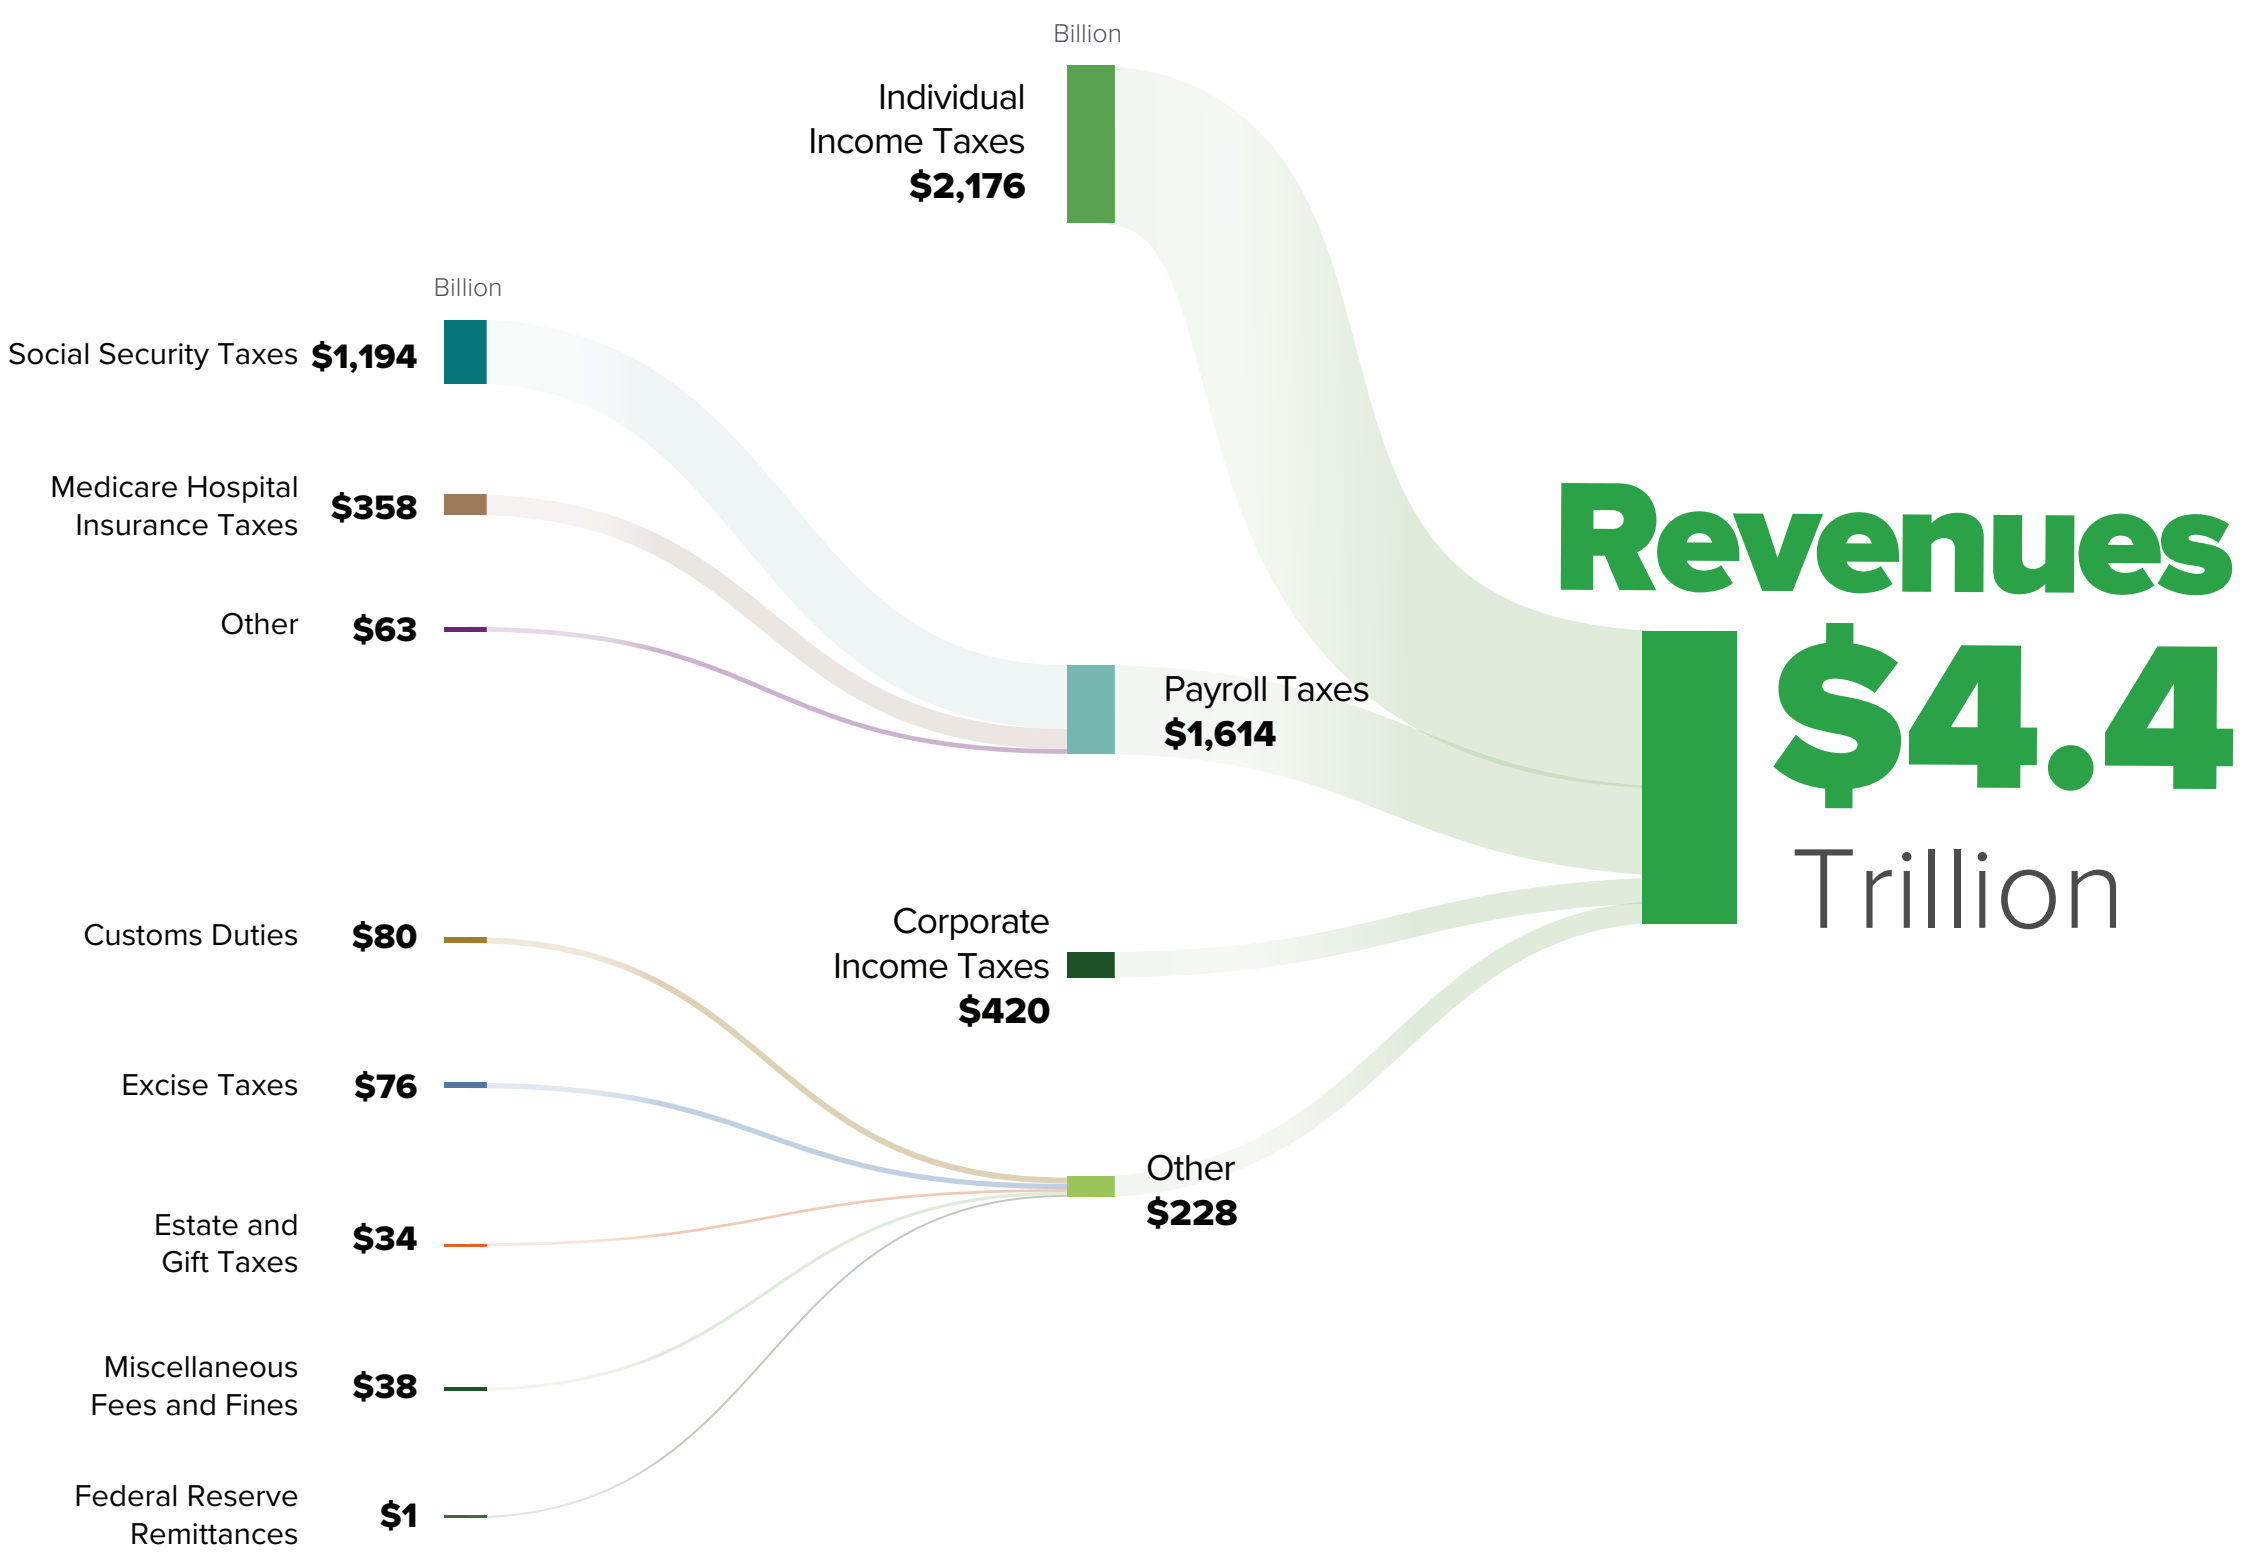 Billion
Individual
Income Taxes
$2,176
Billion
Social Security Taxes $1,194
Medicare Hospital
Insurance Taxes
$358
Other $63
Revenues
$4.4
Trillion
Payroll Taxes
$1,614
Customs Duties $80
Corporate
Income Taxes
$420
Excise Taxes $76
Other
$228
Estate and
Gift Taxes
$34
Miscellaneous
Fees and Fines
$38
Federal Reserve
Remittances
$1